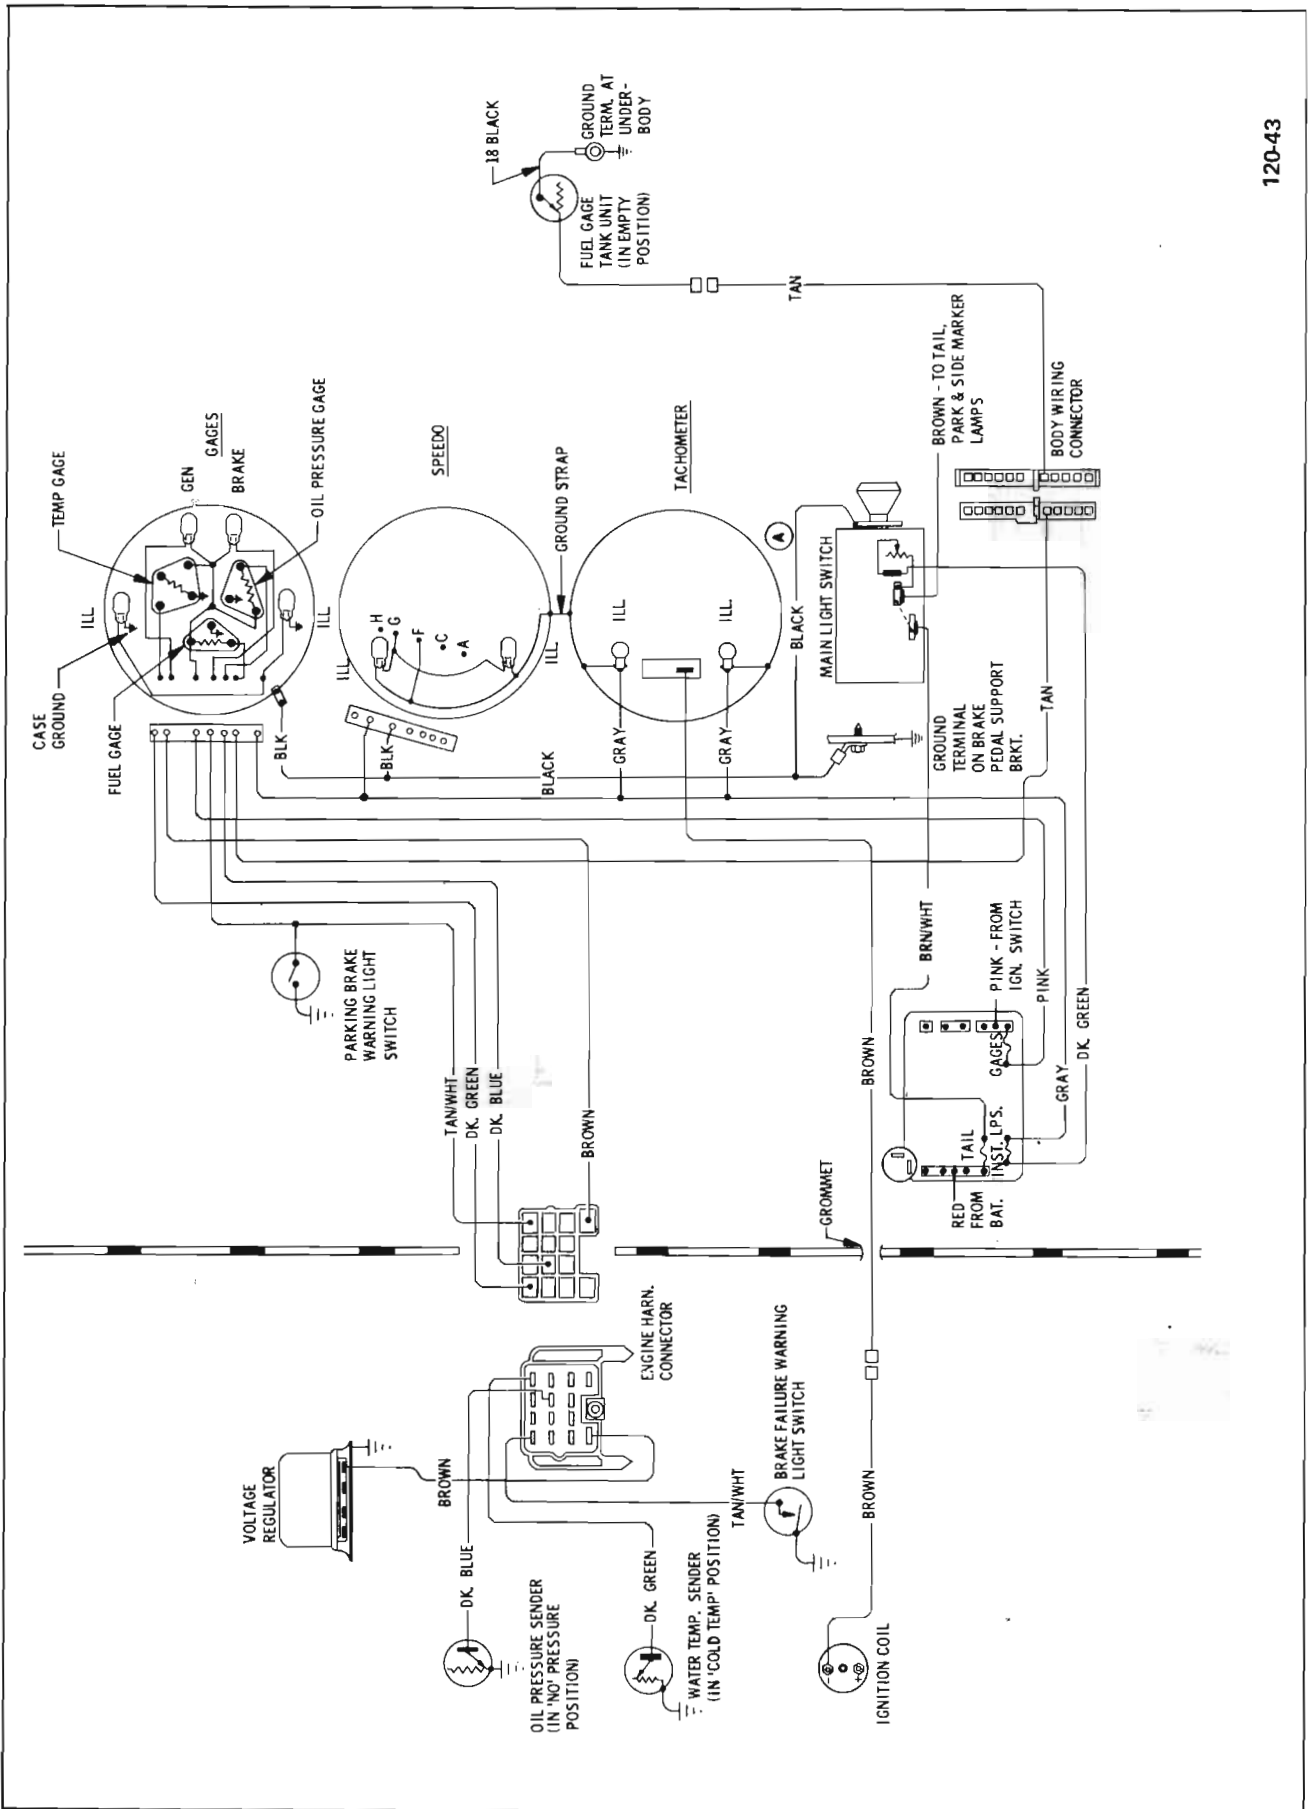 120-43
18 BLACK
GROUND
TERM. AT
UNDER-
BODY
FUEL GAGE
TANK UNIT
(IN EMPTY
POSITION)
TAN
TEMP GAGE
GEN
GAGES
BRAKE
OIL PRESSURE GAGE
SPEEDO
GROUND STRAP
TACHOMETER
BROWN - TO TAIL,
PARK & SIDE MARKER
LAMPS
BODY WIRING
CONNECTOR
CASE
GROUND
ILL
ILL
FUEL GAGE
BLK
ILL
H
G
F
C
A
ILL
BLK
BLACK
ILL
ILL.
GRAY
GRAY
A
BLACK
MAIN LIGHT SWITCH
GROUND
TERMINAL
ON BRAKE
PEDAL SUPPORT
BRKT.
TAN
PARKING BRAKE
WARNING LIGHT
SWITCH
TAN/WHT
DK. GREEN
DK. BLUE
BROWN
BROWN
BRN/WHT
PINK - FROM
IGN. SWITCH
GAGES
PINK
GRAY
DK. GREEN
TAIL
INST. LPS.
RED
FROM
BAT.
GROMMET
ENGINE HARN.
CONNECTOR
VOLTAGE
REGULATOR
BROWN
BRAKE FAILURE WARNING
LIGHT SWITCH
TAN/WHT
BROWN
DK. BLUE
OIL PRESSURE SENDER
(IN 'NO' PRESSURE
POSITION)
DK. GREEN
WATER TEMP. SENDER
(IN 'COLD TEMP' POSITION)
- +
IGNITION COIL